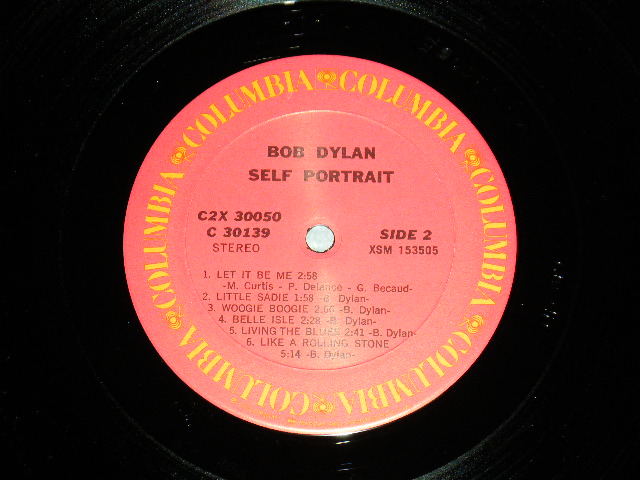 COLUMBIA COLUMBIA COLUMBIA COLUMBIA COLUMBIA COLUMBIA
BOB DYLAN
SELF PORTRAIT
C2X 30050
C 30139
STEREO
SIDE 2
XSM 153505
1. LET IT BE ME 2:58
-M. Curtis - P. Delance - G. Becaud-
2. LITTLE SADIE 1:58 -B. Dylan-
3. WOOGIE BOOGIE 2:06 -B. Dylan-
4. BELLE ISLE 2:28 -B. Dylan-
5. LIVING THE BLUES 2:41 -B. Dylan-
6. LIKE A ROLLING STONE
5:14 -B. Dylan-